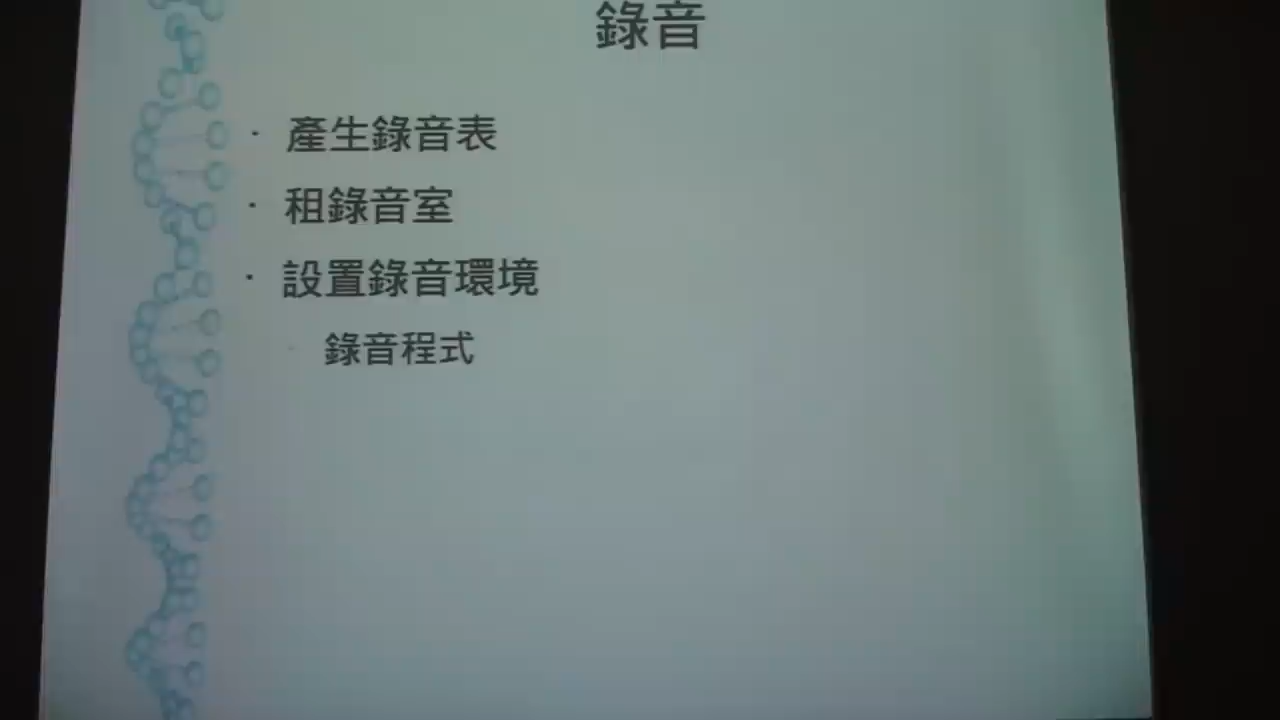 錄音
· 產生錄音表
· 租錄音室
· 設置錄音環境
· 錄音程式